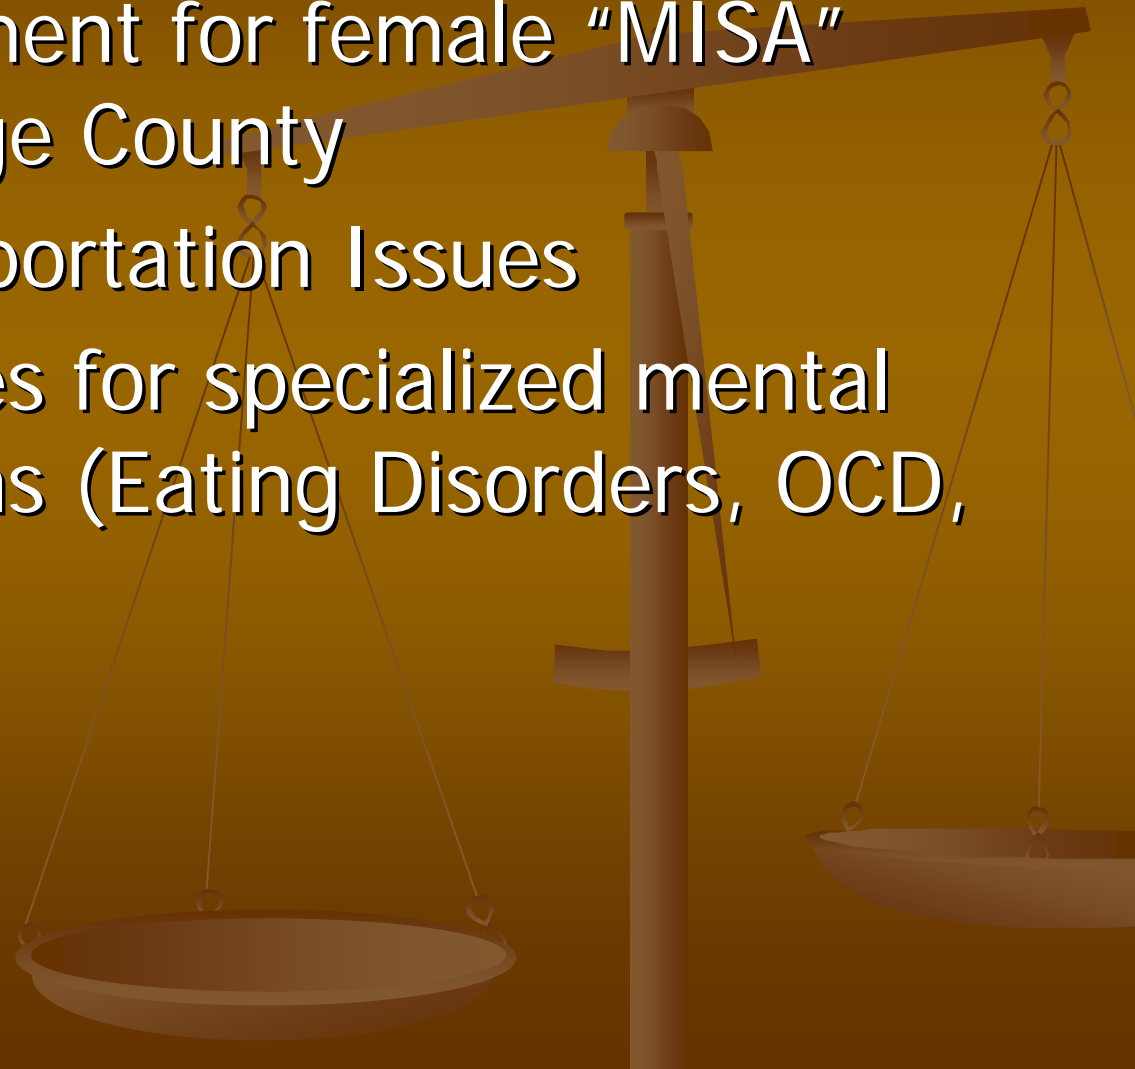 ment for female “MISA”
ge County
portation Issues
es for specialized mental
ns (Eating Disorders, OCD,